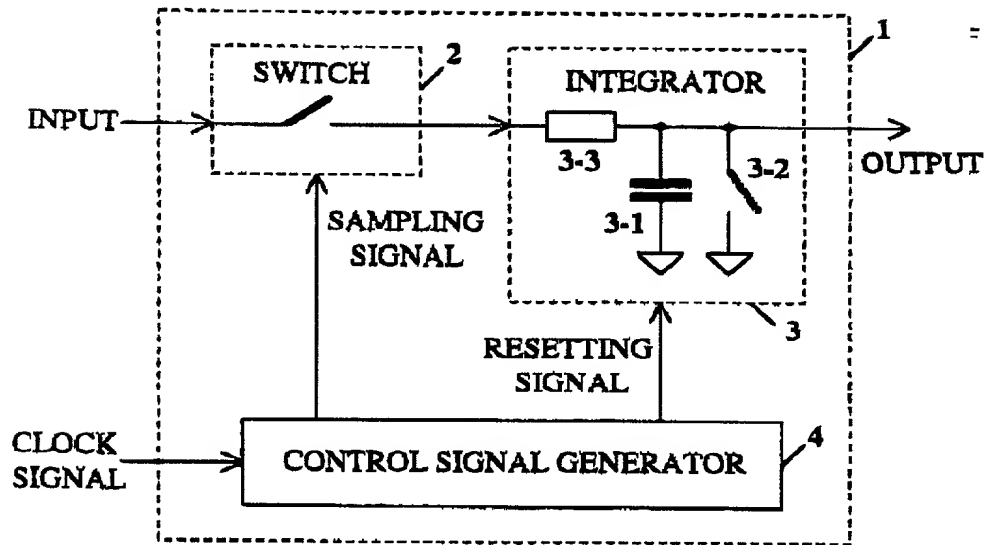 1
SWITCH
2
INTEGRATOR
INPUT
3-3
3-2
OUTPUT
3-1
SAMPLING
SIGNAL
3
RESETTING
SIGNAL
4
CLOCK
SIGNAL
CONTROL SIGNAL GENERATOR